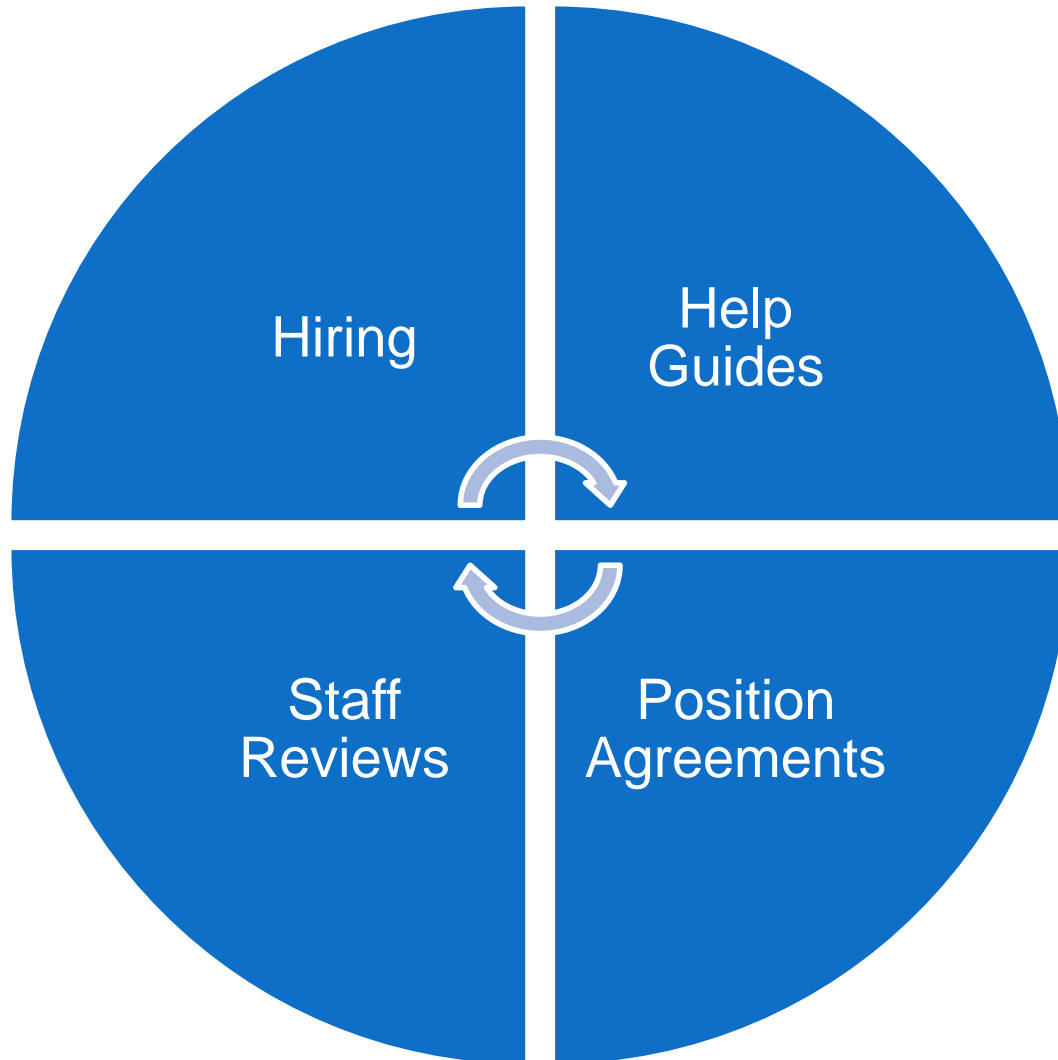 Hiring
Help
Guides
Staff
Reviews
Position
Agreements